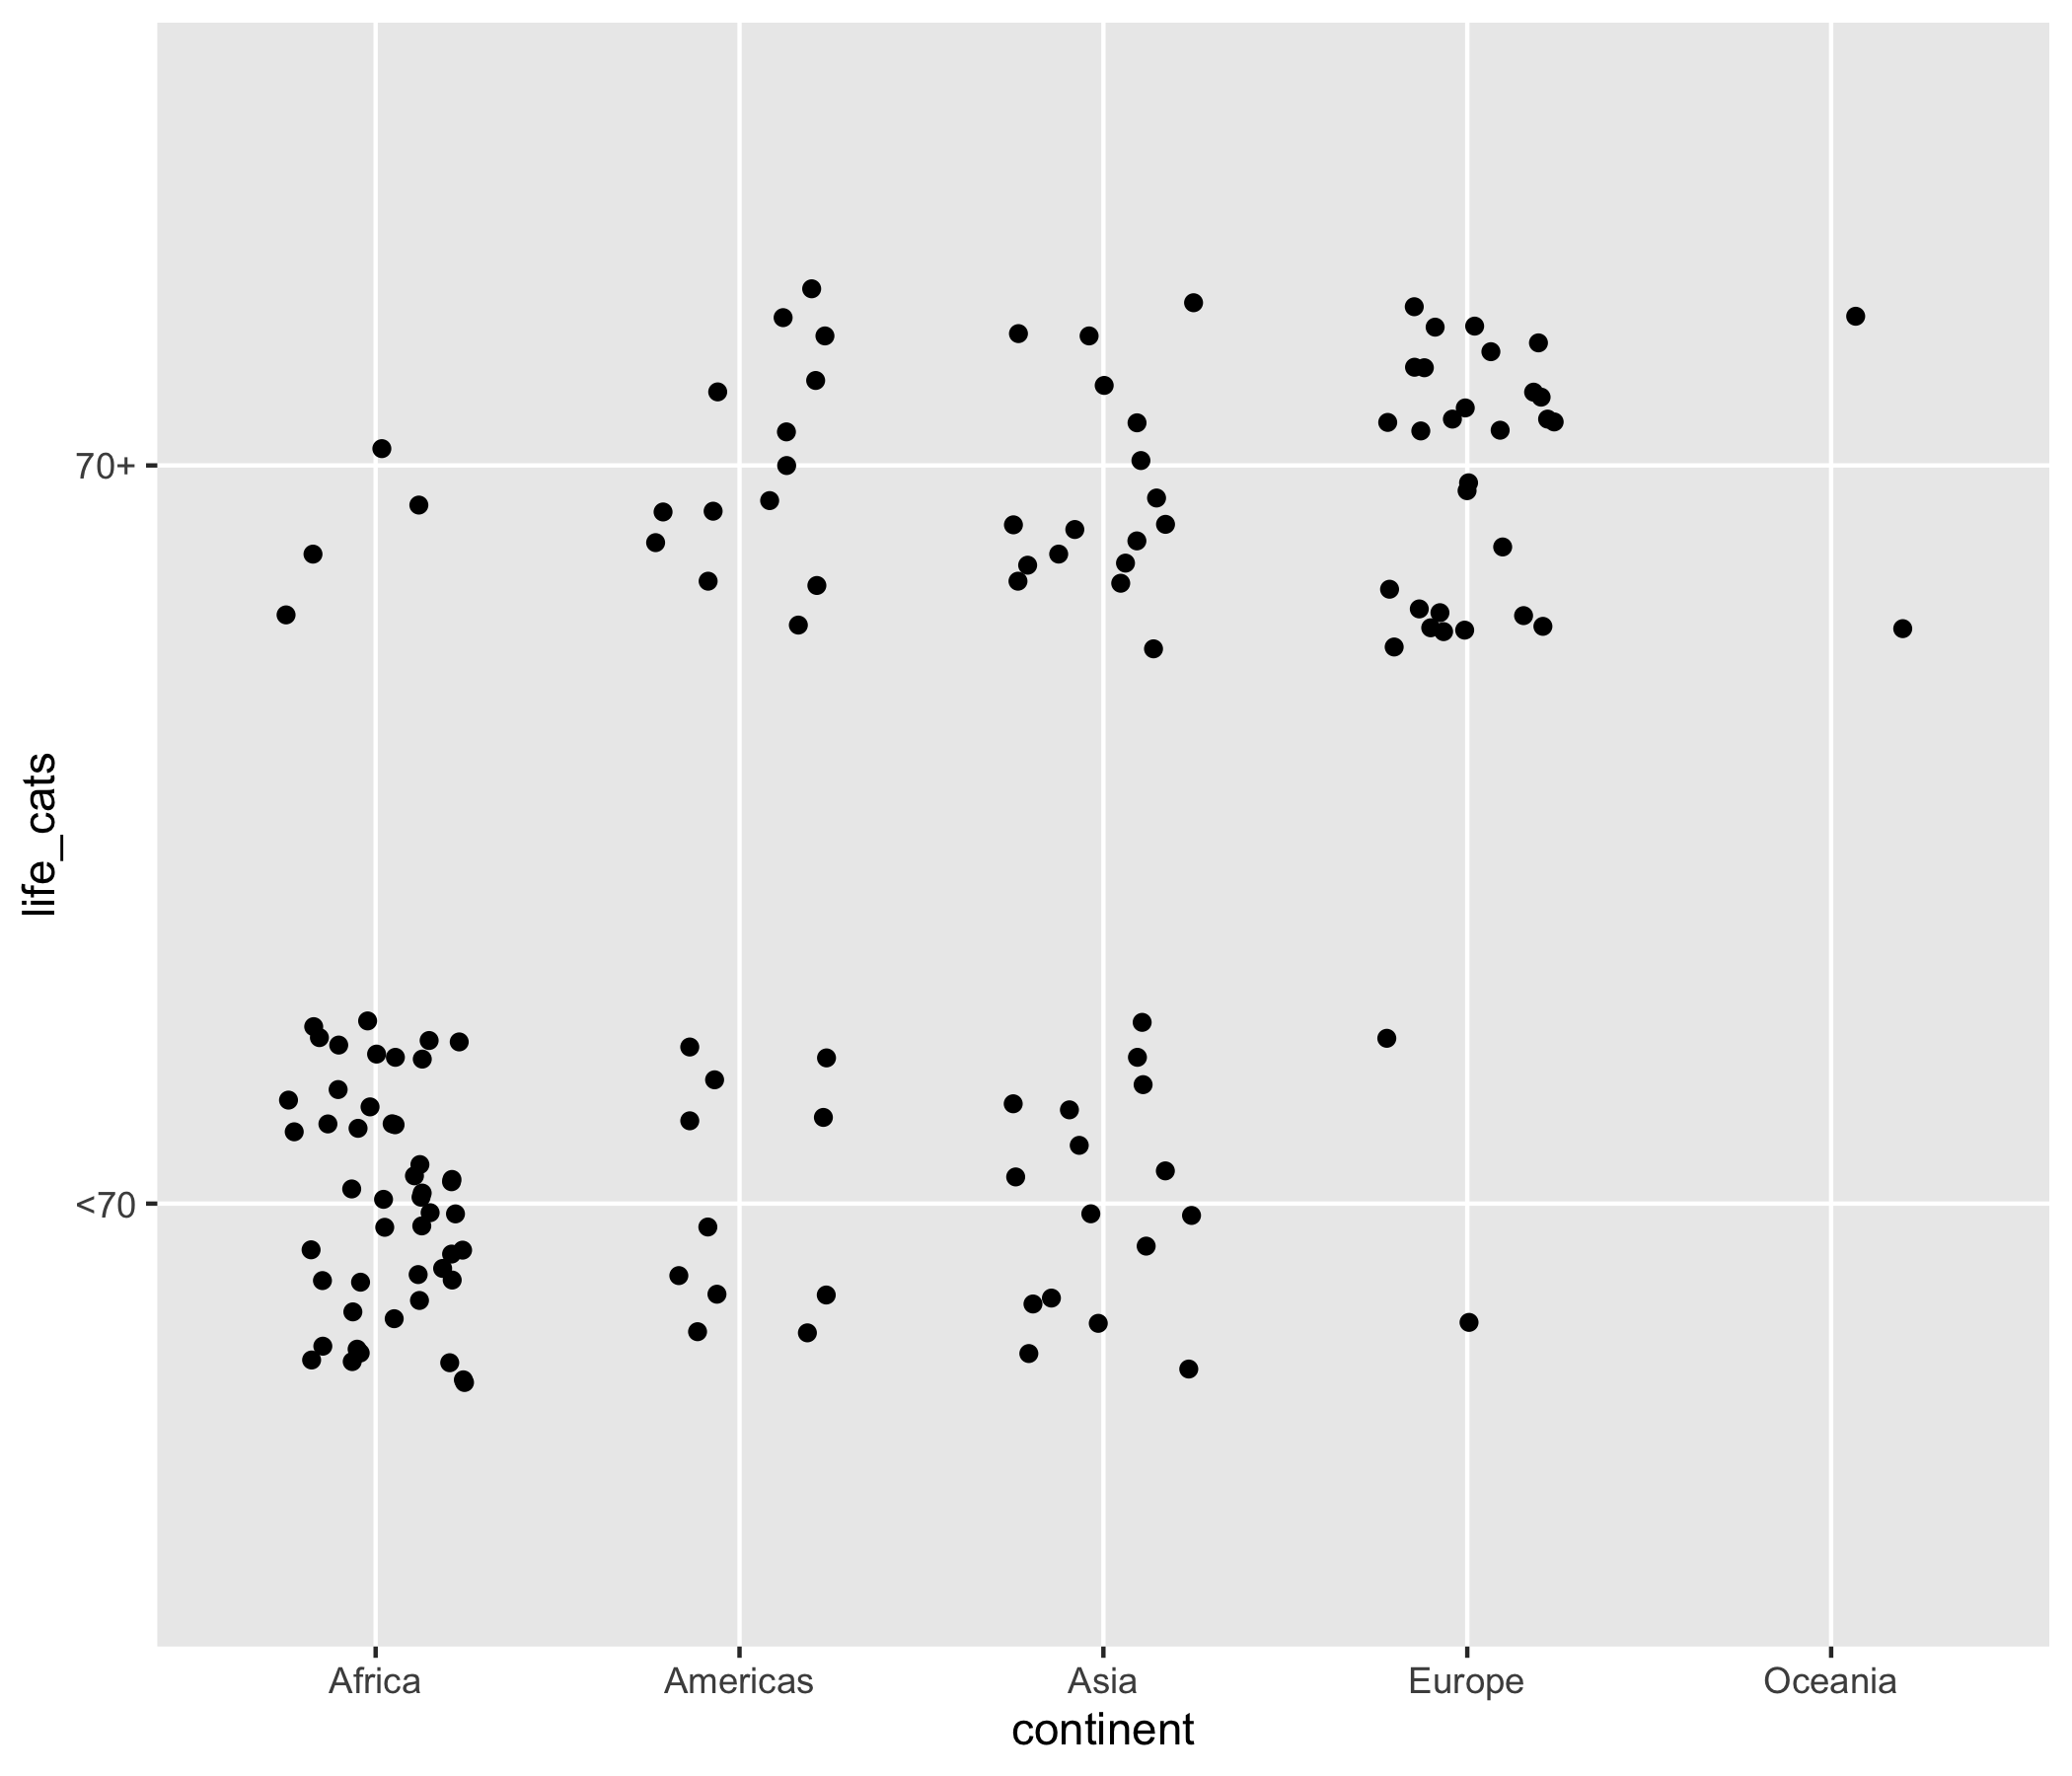 life_cats
70+
<70
Africa
Americas
Asia
Europe
Oceania
continent